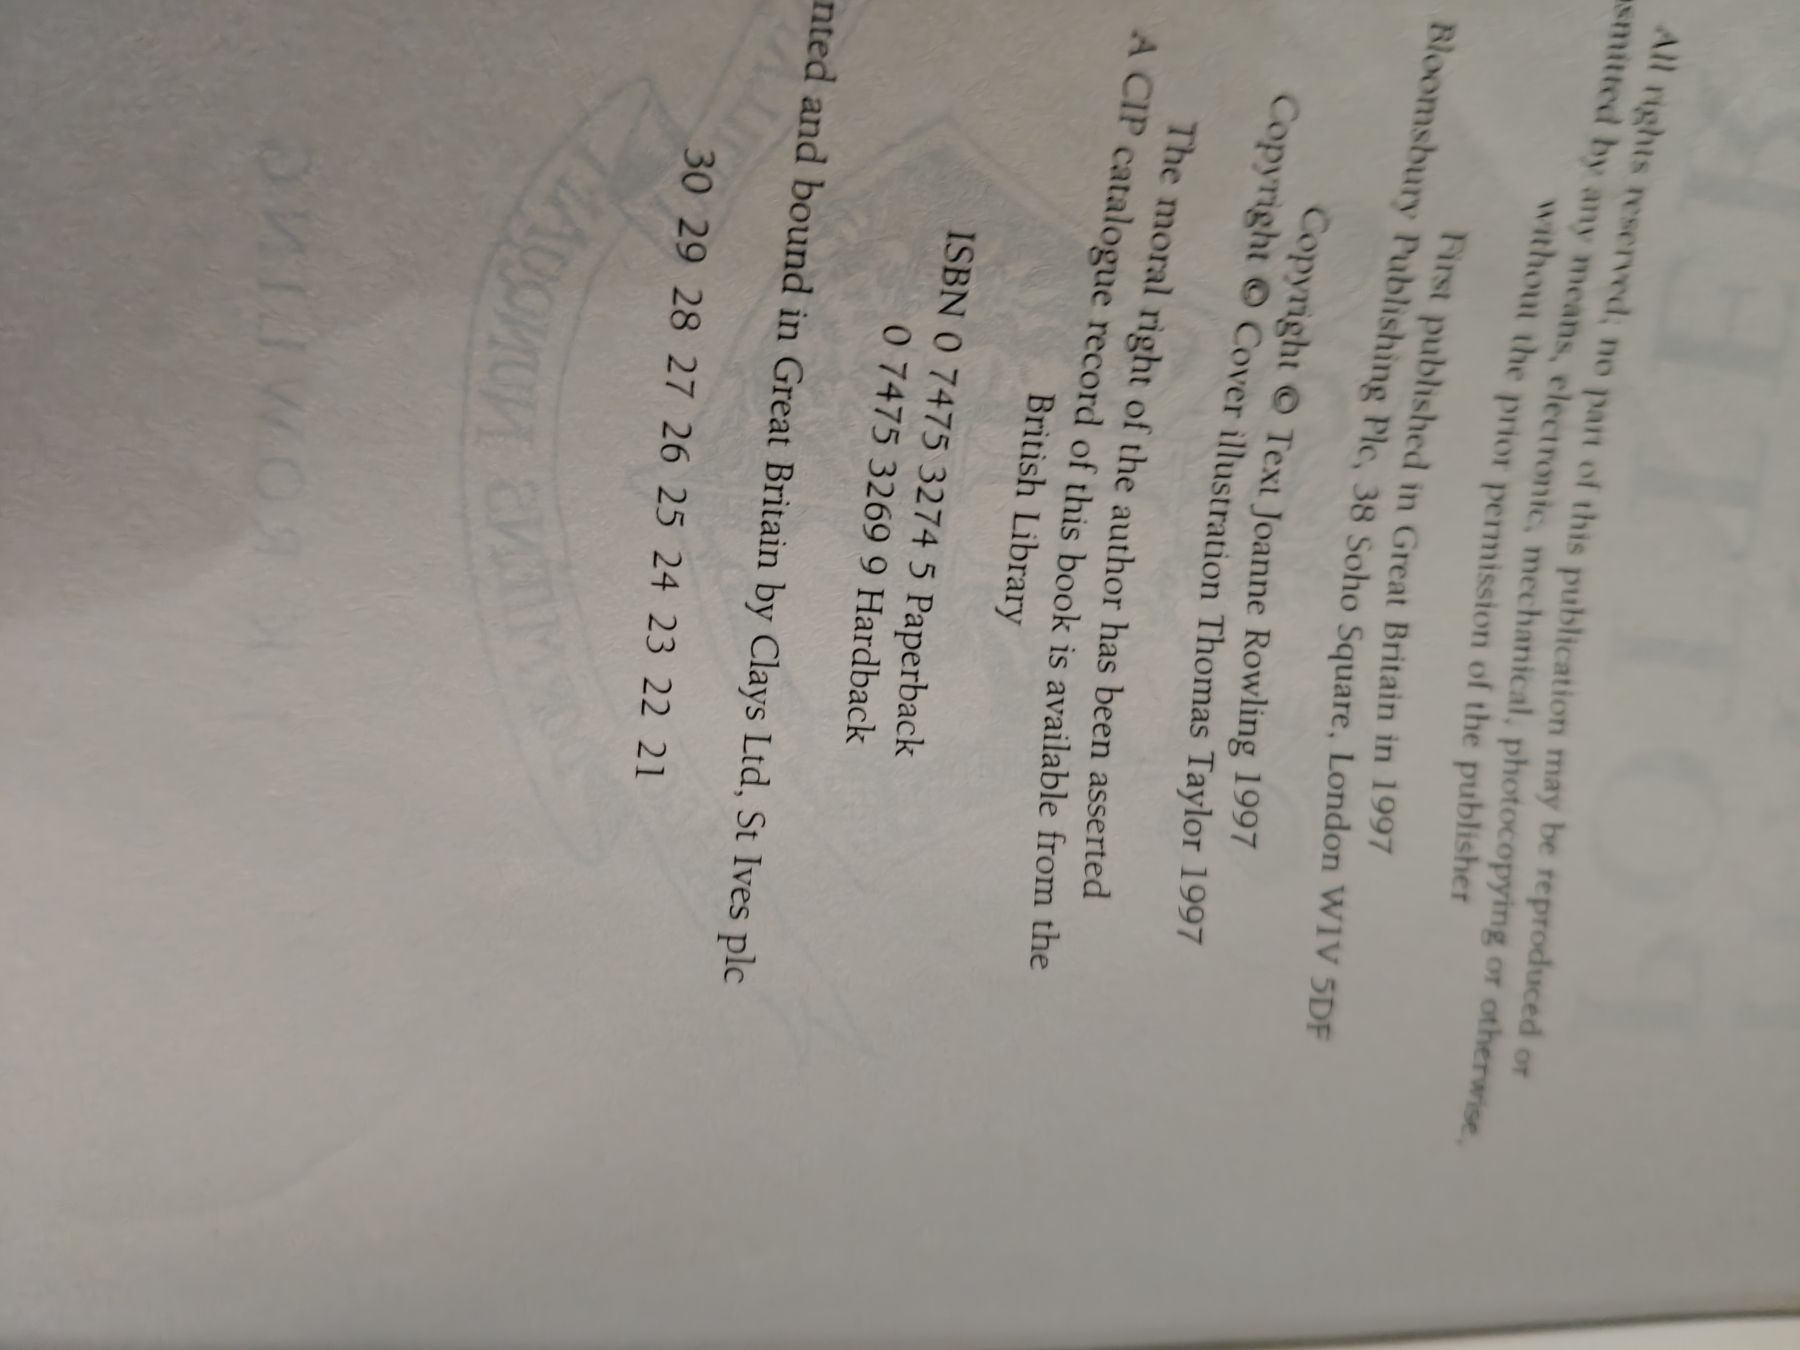 All rights reserved; no part of this publication may be reproduced or
smitted by any means, electronic, mechanical, photocopying or otherwise,
without the prior permission of the publisher
First published in Great Britain in 1997
Bloomsbury Publishing Plc, 38 Soho Square, London W1V 5DF
Copyright © Text Joanne Rowling 1997
Copyright © Cover illustration Thomas Taylor 1997
The moral right of the author has been asserted
A CIP catalogue record of this book is available from the
British Library
ISBN 0 7475 3274 5 Paperback
0 7475 3269 9 Hardback
nted and bound in Great Britain by Clays Ltd, St Ives plc
30 29 28 27 26 25 24 23 22 21